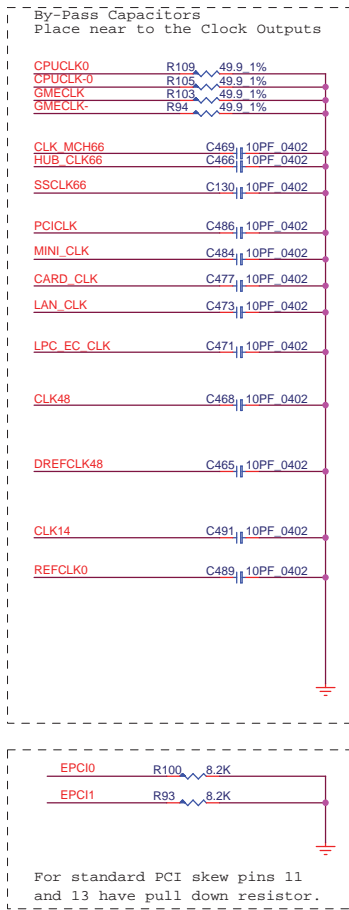 By-Pass Capacitors
Place near to the Clock Outputs
CPUCLK0 R109 49.9_1%
CPUCLK-0 R105 49.9_1%
GMECLK R103 49.9_1%
GMECLK- R94 49.9_1%
CLK_MCH66 C469 10PF_0402
HUB_CLK66 C466 10PF_0402
SSCLK66 C130 10PF_0402
PCICLK C486 10PF_0402
MINI_CLK C484 10PF_0402
CARD_CLK C477 10PF_0402
LAN_CLK C473 10PF_0402
LPC_EC_CLK C471 10PF_0402
CLK48 C468 10PF_0402
DREFCLK48 C465 10PF_0402
CLK14 C491 10PF_0402
REFCLK0 C489 10PF_0402
EPCI0 R100 8.2K
EPCI1 R93 8.2K
For standard PCI skew pins 11
and 13 have pull down resistor.